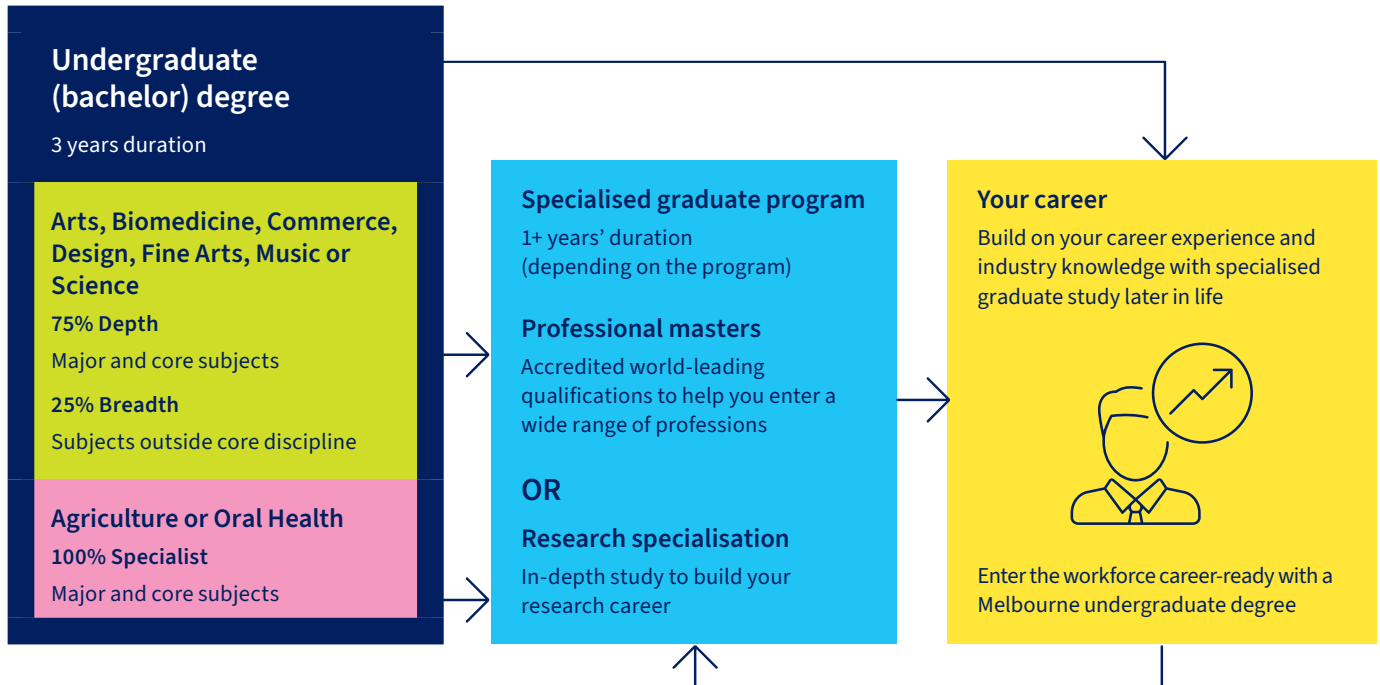 Undergraduate
(bachelor) degree
3 years duration
Arts, Biomedicine, Commerce,
Design, Fine Arts, Music or
Science
75% Depth
Major and core subjects
25% Breadth
Subjects outside core discipline
Agriculture or Oral Health
100% Specialist
Major and core subjects
Specialised graduate program
1+ years’ duration
(depending on the program)
Professional masters
Accredited world-leading
qualifications to help you enter a
wide range of professions
OR
Research specialisation
In-depth study to build your
research career
Your career
Build on your career experience and
industry knowledge with specialised
graduate study later in life
Enter the workforce career-ready with a
Melbourne undergraduate degree